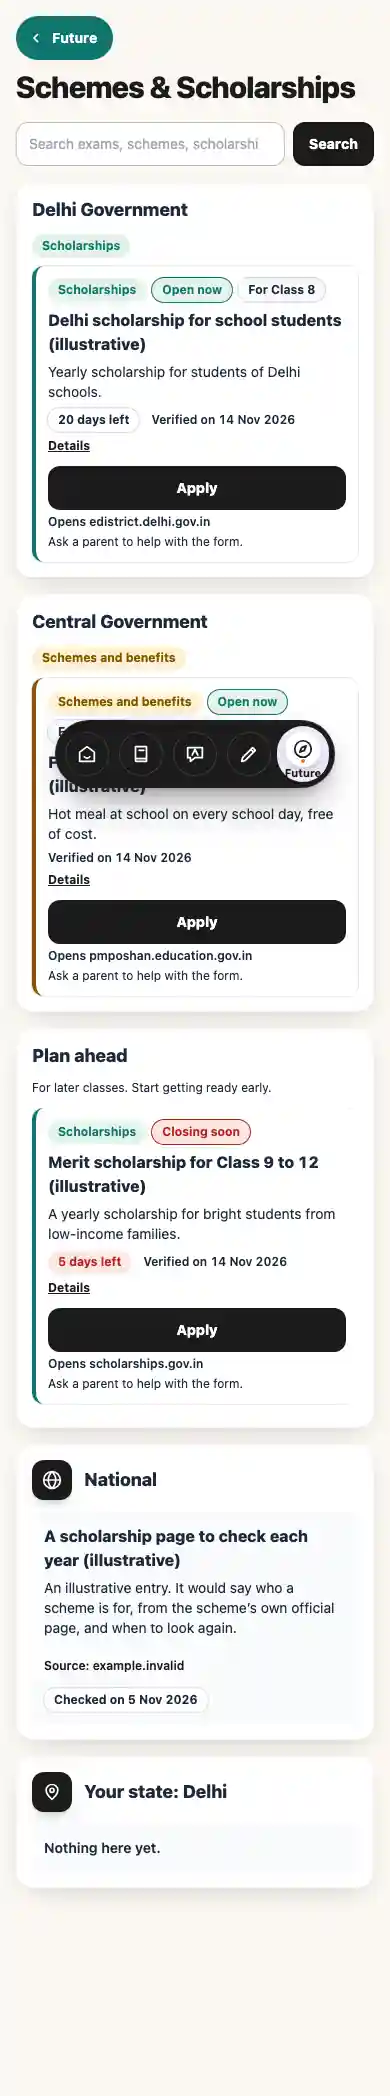 Future
Schemes & Scholarships
Search exams, schemes, scholarshi
Search
Delhi Government
Scholarships
Scholarships Open now For Class 8
Delhi scholarship for school students
(illustrative)
Yearly scholarship for students of Delhi
schools.
20 days left Verified on 14 Nov 2026
Details
Apply
Opens edistrict.delhi.gov.in
Ask a parent to help with the form.
Central Government
Schemes and benefits
Schemes and benefits Open now
Future
(illustrative)
Hot meal at school on every school day, free
of cost.
Verified on 14 Nov 2026
Details
Apply
Opens pmposhan.education.gov.in
Ask a parent to help with the form.
Plan ahead
For later classes. Start getting ready early.
Scholarships Closing soon
Merit scholarship for Class 9 to 12
(illustrative)
A yearly scholarship for bright students from
low-income families.
5 days left Verified on 14 Nov 2026
Details
Apply
Opens scholarships.gov.in
Ask a parent to help with the form.
National
A scholarship page to check each
year (illustrative)
An illustrative entry. It would say who a
scheme is for, from the scheme's own official
page, and when to look again.
Source: example.invalid
Checked on 5 Nov 2026
Your state: Delhi
Nothing here yet.